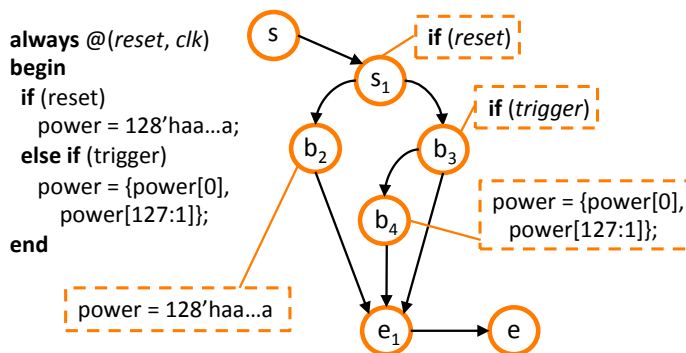 always @(reset, clk)
begin
if (reset)
power = 128'haa...a;
else if (trigger)
power = {power[0],
power[127:1]};
end
s
if (reset)
s₁
if (trigger)
b₂
b₃
b₄
power = {power[0],
power[127:1]};
power = 128'haa...a
e₁
e